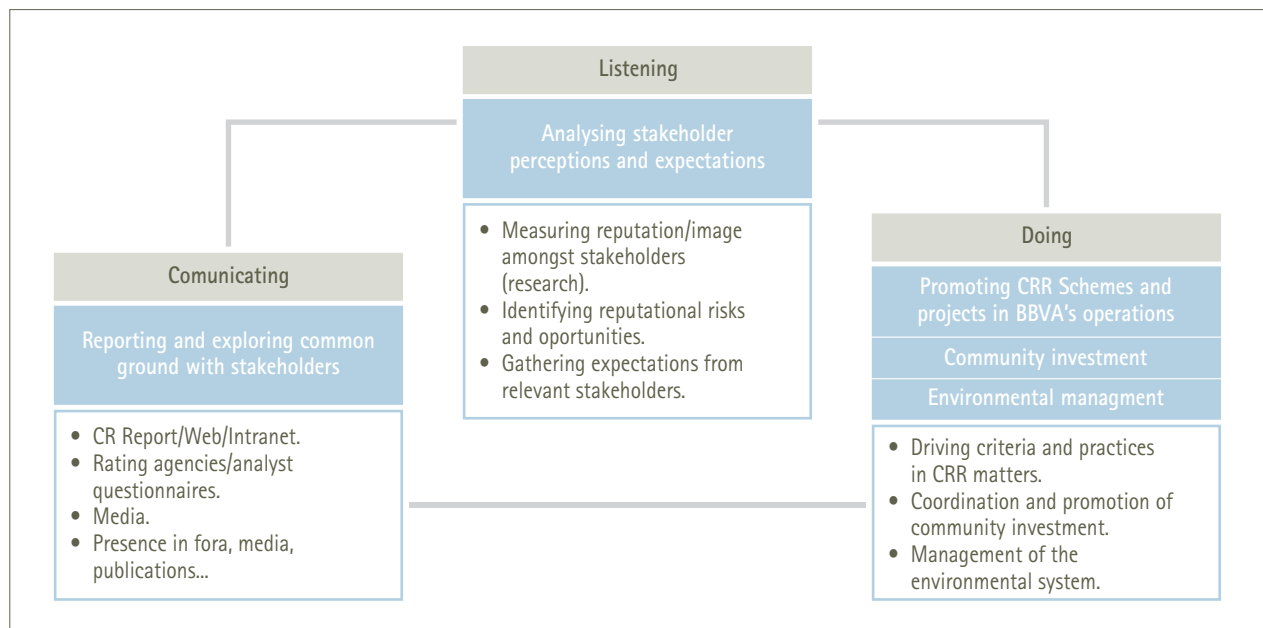 Listening
Analysing stakeholder
perceptions and expectations
• Measuring reputation/image
amongst stakeholders
(research).
• Identifying reputational risks
and oportunities.
• Gathering expectations from
relevant stakeholders.
Comunicating
Reporting and exploring common
ground with stakeholders
• CR Report/Web/Intranet.
• Rating agencies/analyst
questionnaires.
• Media.
• Presence in fora, media,
publications...
Doing
Promoting CRR Schemes and
projects in BBVA's operations
Community investment
Environmental managment
• Driving criteria and practices
in CRR matters.
• Coordination and promotion of
community investment.
• Management of the
environmental system.